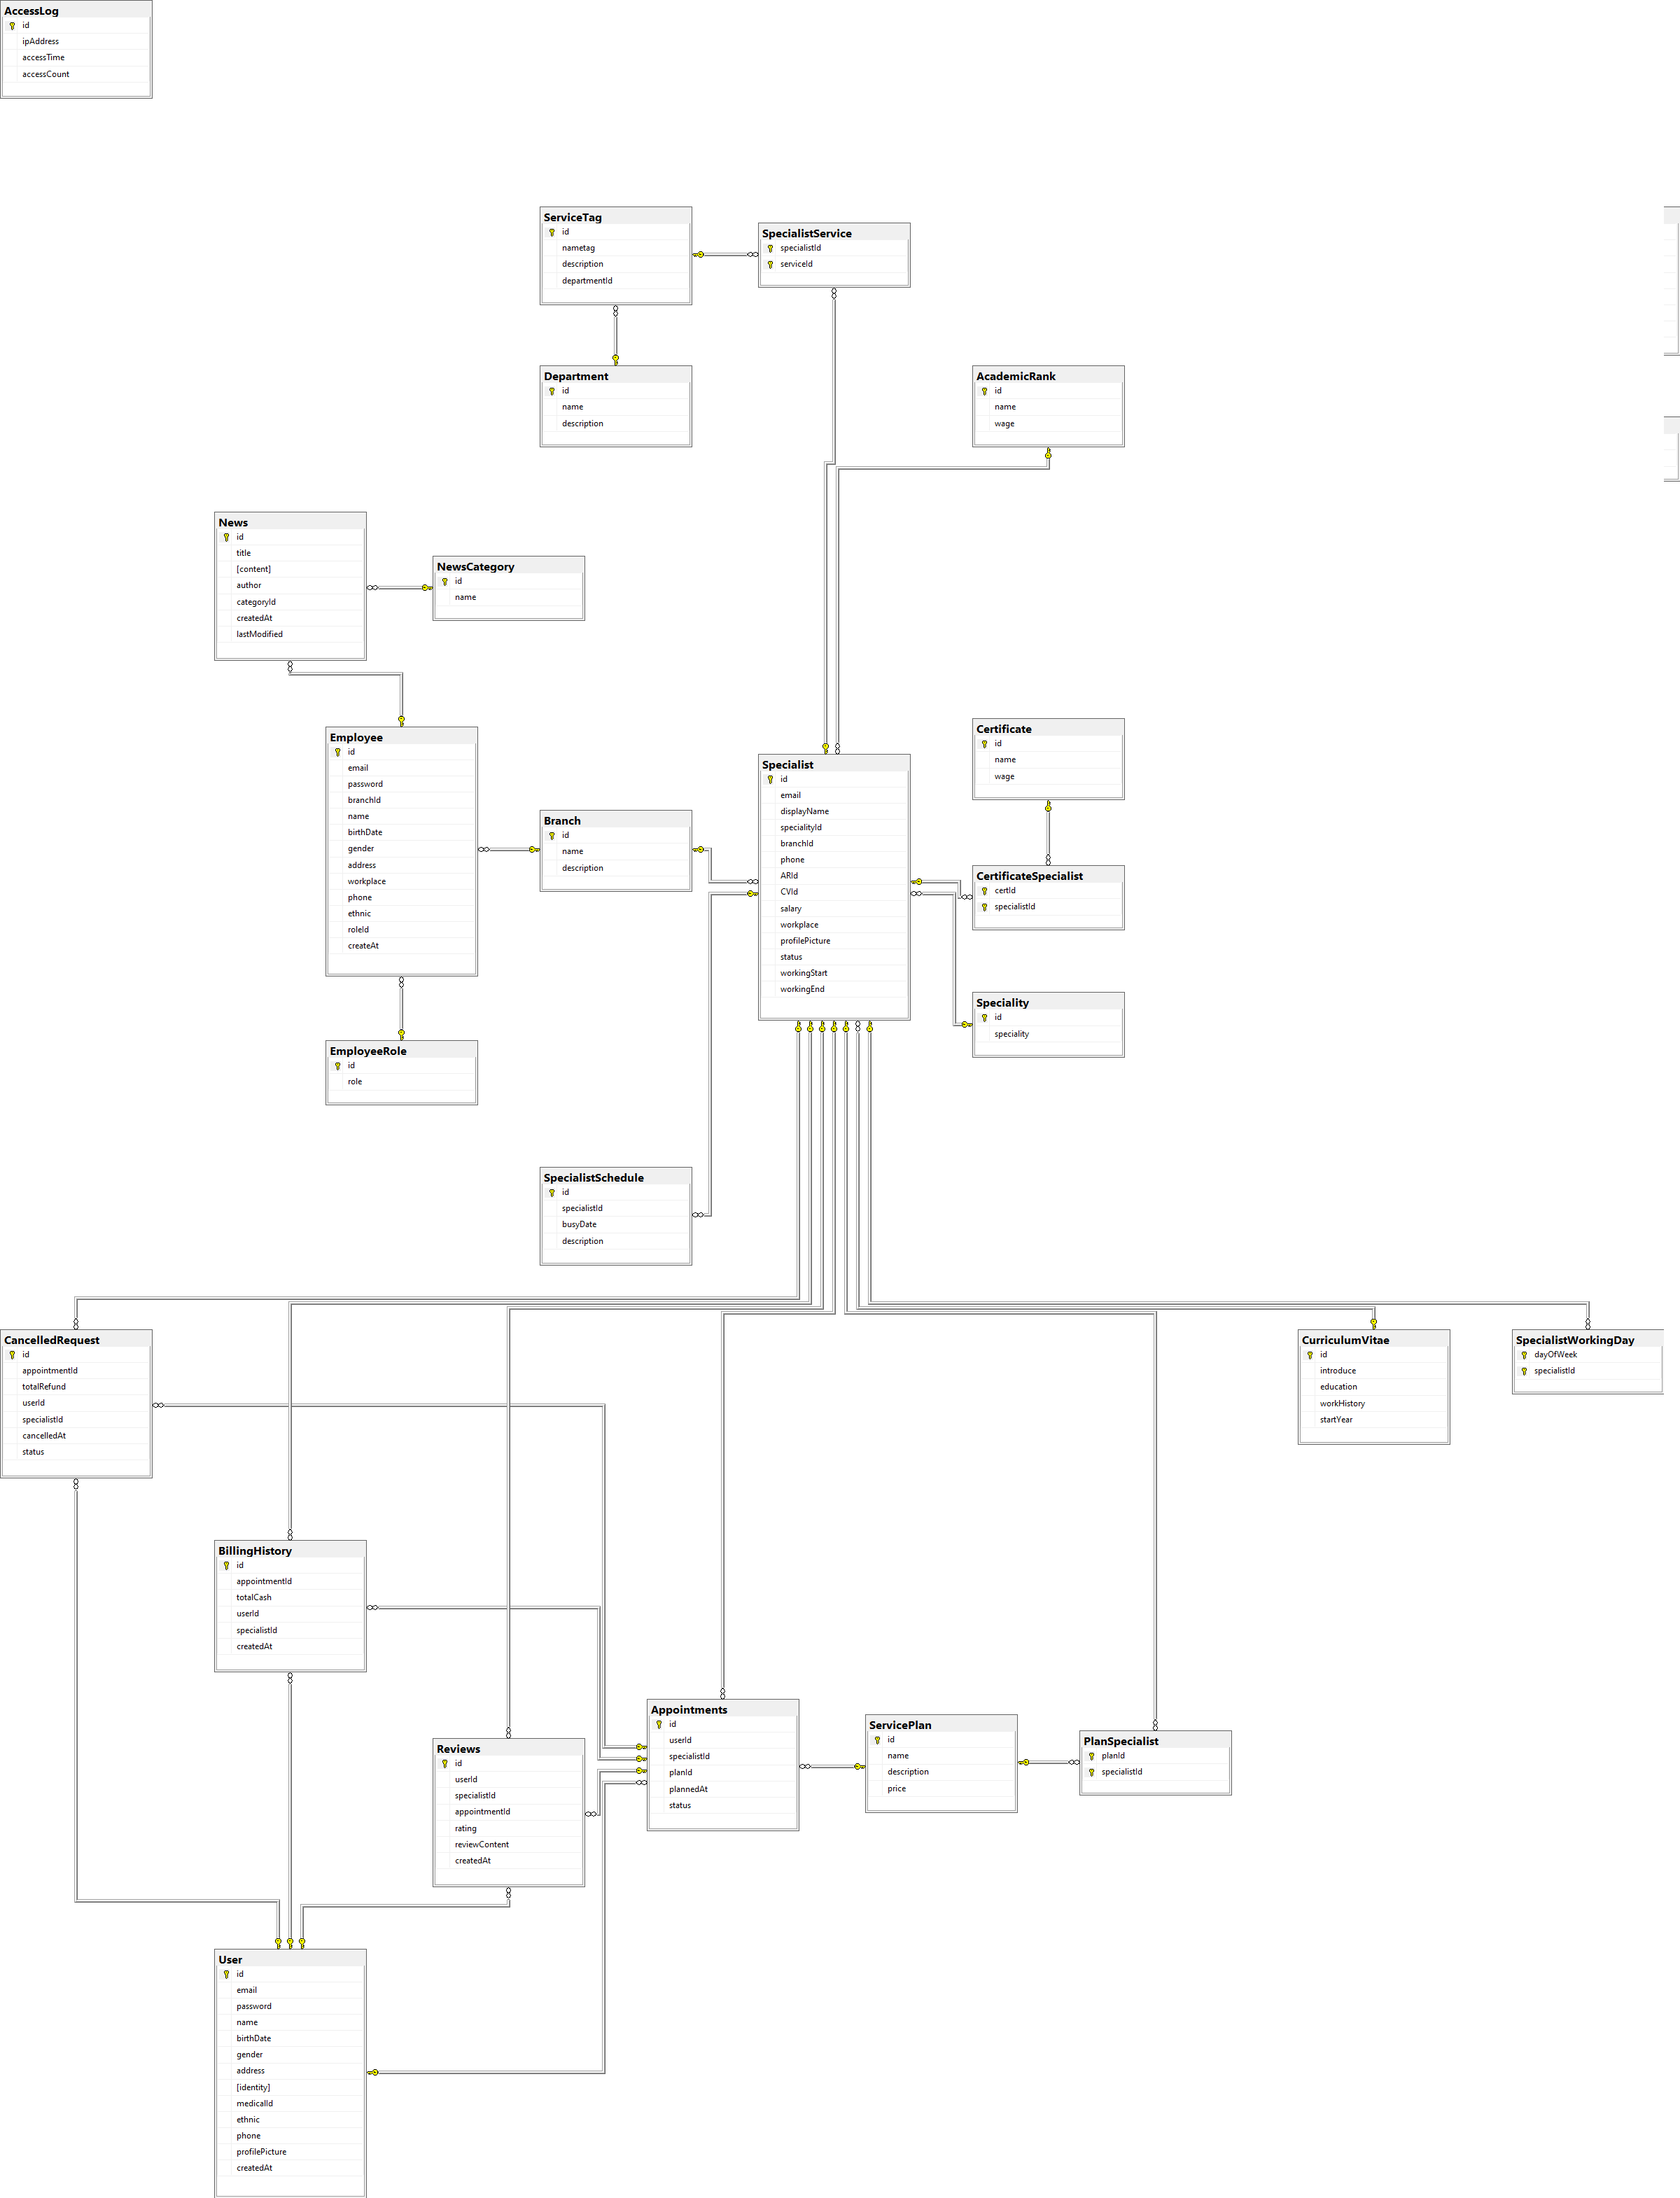 AccessLog
id
ipAddress
accessTime
accessCount
ServiceTag
id
nametag
description
departmentId
SpecialistService
specialistId
serviceId
Department
id
name
description
AcademicRank
id
name
wage
News
id
title
[content]
author
categoryId
createdAt
lastModified
NewsCategory
id
name
Employee
id
email
password
branchId
name
birthDate
gender
address
workplace
phone
ethnic
roleId
createAt
Branch
id
name
description
Specialist
id
email
displayName
specialityId
branchId
phone
ARId
CVId
salary
workplace
profilePicture
status
workingStart
workingEnd
Certificate
id
name
wage
CertificateSpecialist
certId
specialistId
Speciality
id
speciality
EmployeeRole
id
role
SpecialistSchedule
id
specialistId
busyDate
description
CancelledRequest
id
appointmentId
totalRefund
userId
specialistId
cancelledAt
status
CurriculumVitae
id
introduce
education
workHistory
startYear
SpecialistWorkingDay
dayOfWeek
specialistId
BillingHistory
id
appointmentId
totalCash
userId
specialistId
createdAt
Reviews
id
userId
specialistId
appointmentId
rating
reviewContent
createdAt
Appointments
id
userId
specialistId
planId
plannedAt
status
ServicePlan
id
name
description
price
PlanSpecialist
planId
specialistId
User
id
email
password
name
birthDate
gender
address
[identity]
medicalId
ethnic
phone
profilePicture
createdAt